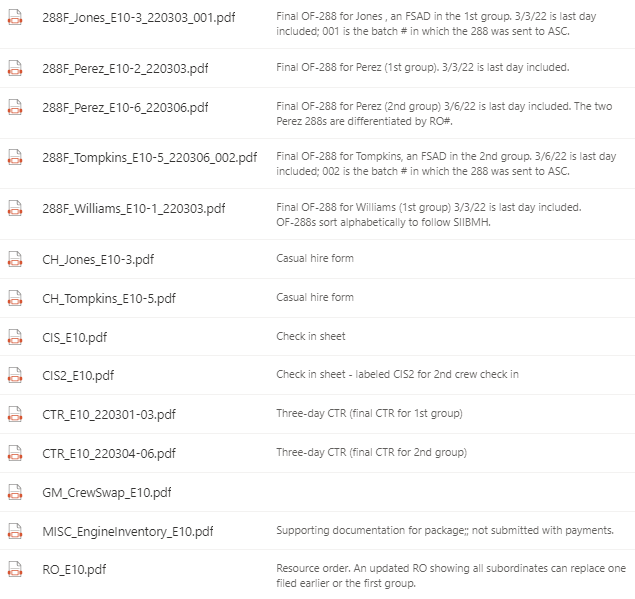 288F_Jones_E10-3_220303_001.pdf
Final OF-288 for Jones , an FSAD in the 1st group. 3/3/22 is last day
included; 001 is the batch # in which the 288 was sent to ASC.
288F_Perez_E10-2_220303.pdf
Final OF-288 for Perez (1st group). 3/3/22 is last day included.
288F_Perez_E10-6_220306.pdf
Final OF-288 for Perez (2nd group) 3/6/22 is last day included. The two
Perez 288s are differentiated by RO#.
288F_Tompkins_E10-5_220306_002.pdf
Final OF-288 for Tompkins, an FSAD in the 2nd group. 3/6/22 is last day
included; 002 is the batch # in which the 288 was sent to ASC.
288F_Williams_E10-1_220303.pdf
Final OF-288 for Williams (1st group) 3/3/22 is last day included.
OF-288s sort alphabetically to follow SIIBMH.
CH_Jones_E10-3.pdf
Casual hire form
CH_Tompkins_E10-5.pdf
Casual hire form
CIS_E10.pdf
Check in sheet
CIS2_E10.pdf
Check in sheet - labeled CIS2 for 2nd crew check in
CTR_E10_220301-03.pdf
Three-day CTR (final CTR for 1st group)
CTR_E10_220304-06.pdf
Three-day CTR (final CTR for 2nd group)
GM_CrewSwap_E10.pdf
MISC_EngineInventory_E10.pdf
Supporting documentation for package;; not submitted with payments.
RO_E10.pdf
Resource order. An updated RO showing all subordinates can replace one
filed earlier or the first group.